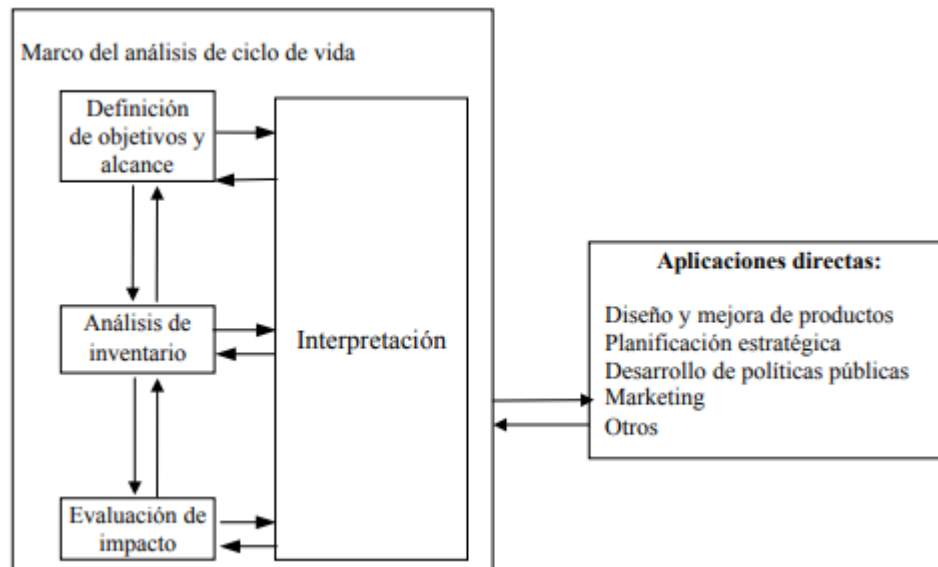 Marco del análisis de ciclo de vida
Definición
de objetivos y
alcance
Análisis de
inventario
Evaluación de
impacto
Interpretación
Aplicaciones directas:
Diseño y mejora de productos
Planificación estratégica
Desarrollo de políticas públicas
Marketing
Otros